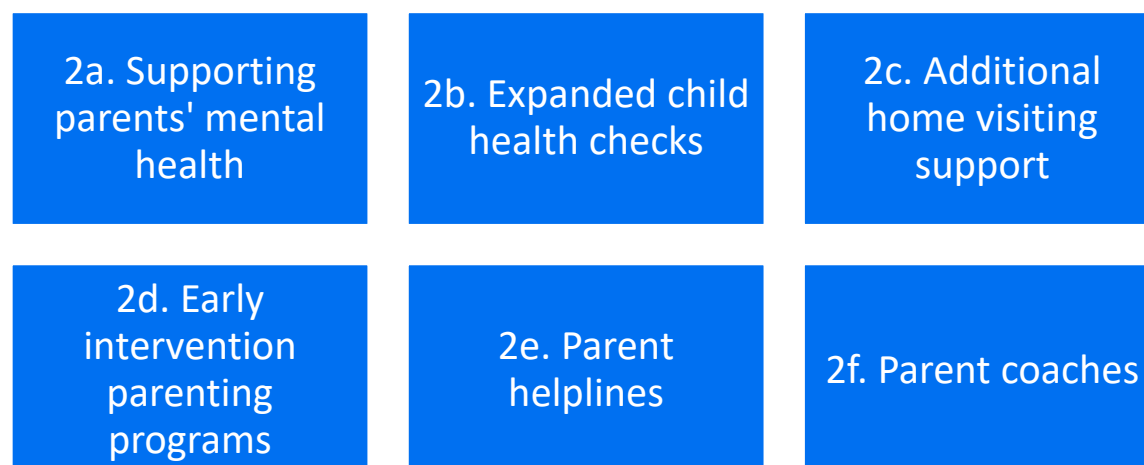 2a. Supporting
parents' mental
health
2b. Expanded child
health checks
2c. Additional
home visiting
support
2d. Early
intervention
parenting
programs
2e. Parent
helplines
2f. Parent coaches